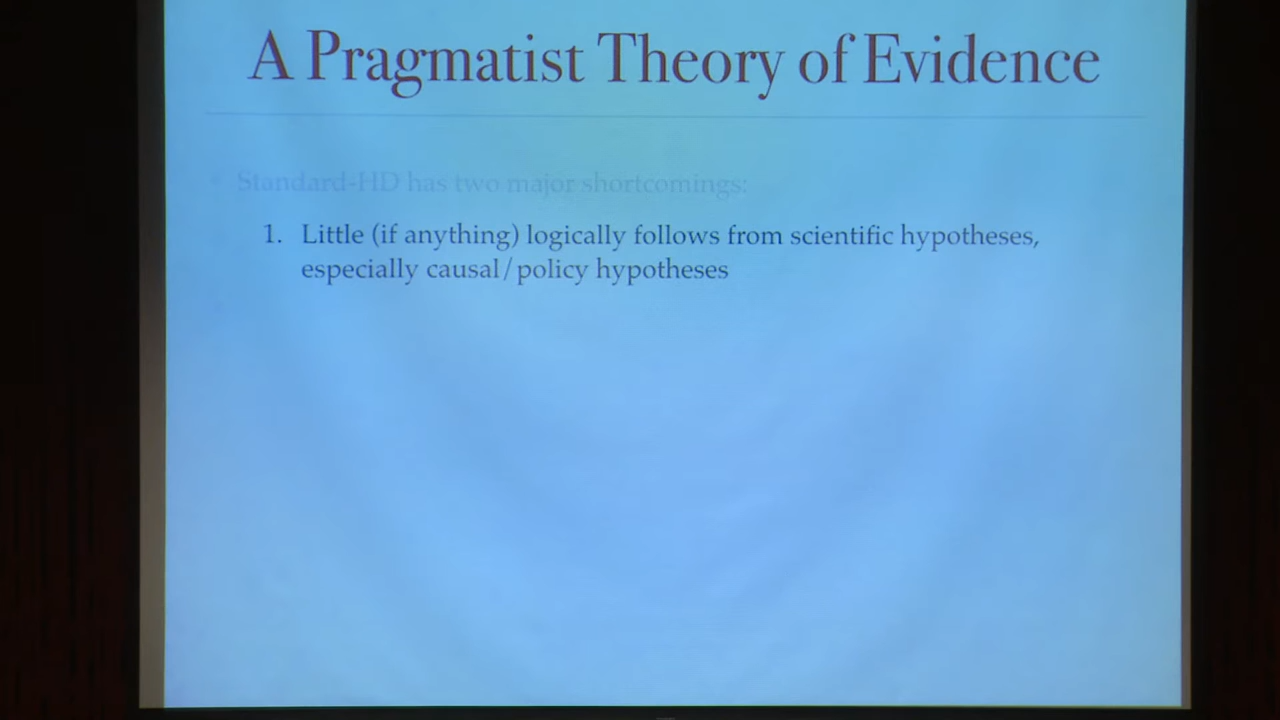 A Pragmatist Theory of Evidence
Standard-HD has two major shortcomings:
1. Little (if anything) logically follows from scientific hypotheses,
especially causal/policy hypotheses